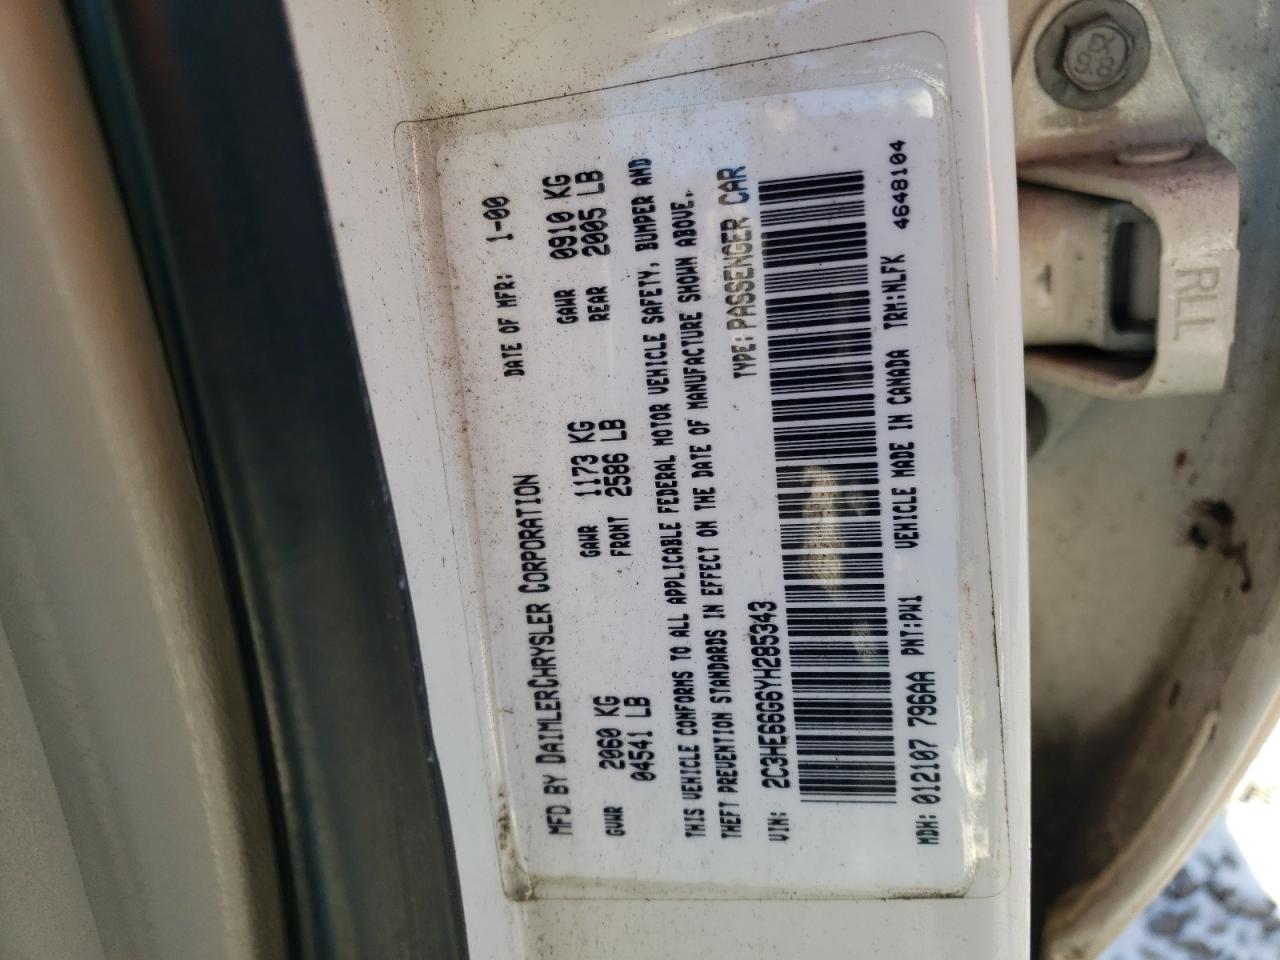 MFD BY DAIMLERCHRYSLER CORPORATION DATE OF MFR: 1-00
GVWR 2060 KG GAWR 1173 KG GAWR 0910 KG
04541 LB FRONT 2586 LB REAR 2005 LB
THIS VEHICLE CONFORMS TO ALL APPLICABLE FEDERAL MOTOR VEHICLE SAFETY, BUMPER AND
THEFT PREVENTION STANDARDS IN EFFECT ON THE DATE OF MANUFACTURE SHOWN ABOVE.
VIN: 2C3HE66G6YH285343 TYPE: PASSENGER CAR
MDH: 012107 796AA PNT:PW1 VEHICLE MADE IN CANADA TRM:MLFK 4648104
PX
9.8
RLL